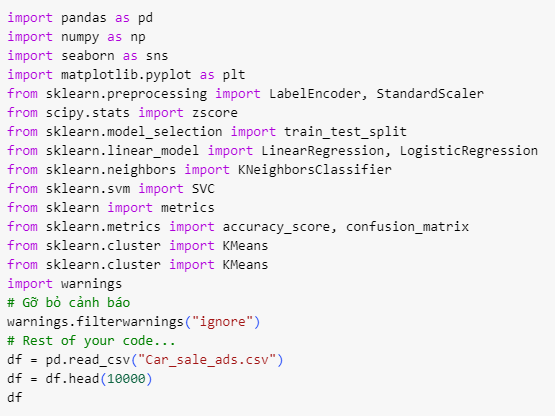 import pandas as pd
import numpy as np
import seaborn as sns
import matplotlib.pyplot as plt
from sklearn.preprocessing import LabelEncoder, StandardScaler
from scipy.stats import zscore
from sklearn.model_selection import train_test_split
from sklearn.linear_model import LinearRegression, LogisticRegression
from sklearn.neighbors import KNeighborsClassifier
from sklearn.svm import SVC
from sklearn import metrics
from sklearn.metrics import accuracy_score, confusion_matrix
from sklearn.cluster import KMeans
from sklearn.cluster import KMeans
import warnings
# Gỡ bỏ cảnh báo
warnings.filterwarnings("ignore")
# Rest of your code...
df = pd.read_csv("Car_sale_ads.csv")
df = df.head(10000)
df